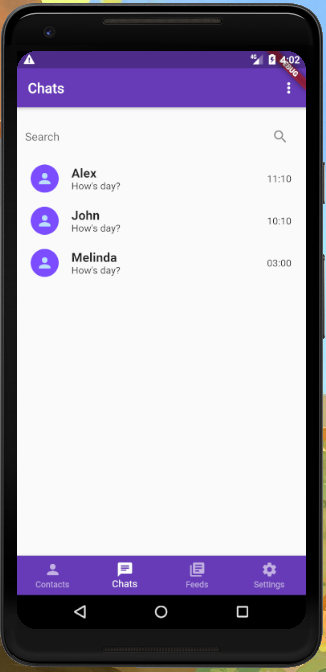 4G
4:02
DEBUG
Chats
Search
Alex
How's day?
11:10
John
How's day?
10:10
Melinda
How's day?
03:00
Contacts
Chats
Feeds
Settings